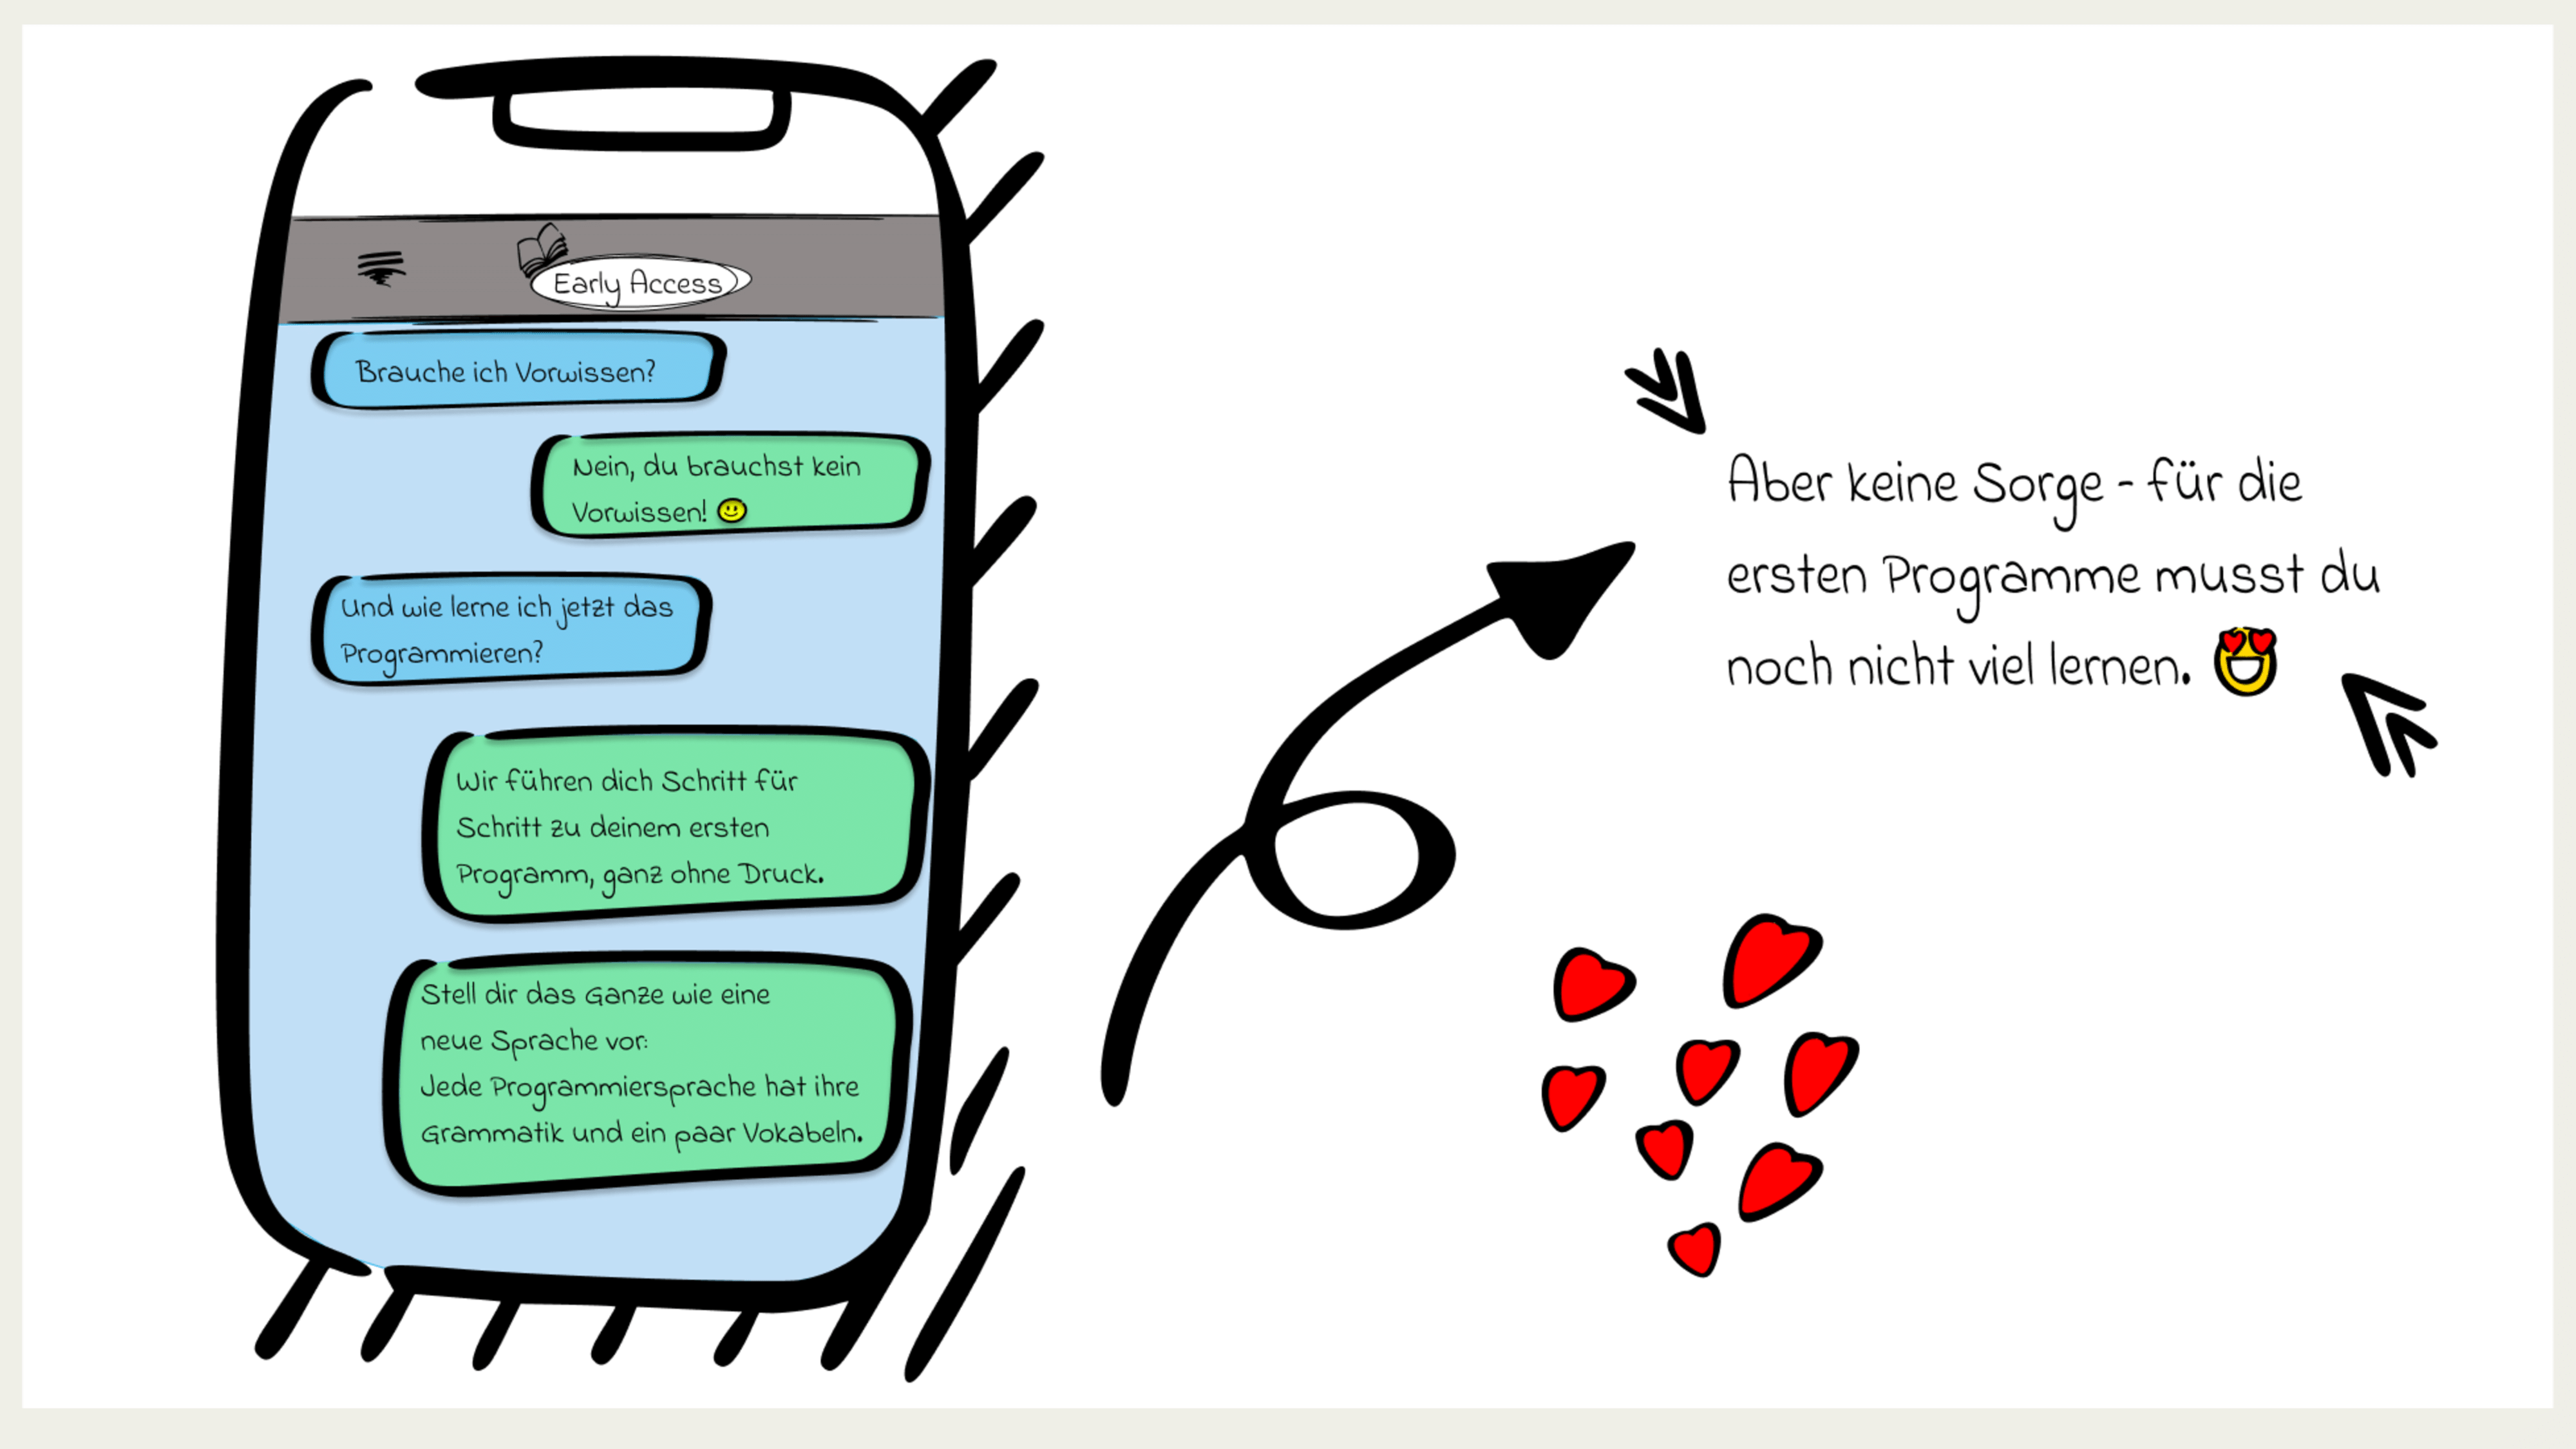 Early Access
Brauche ich Vorwissen?
Nein, du brauchst kein
Vorwissen! 🙂
Und wie lerne ich jetzt das
Programmieren?
Wir führen dich Schritt für
Schritt zu deinem ersten
Programm, ganz ohne Druck.
Stell dir das Ganze wie eine
neue Sprache vor:
Jede Programmiersprache hat ihre
Grammatik und ein paar Vokabeln.
Aber keine Sorge - für die
ersten Programme musst du
noch nicht viel lernen. 😍